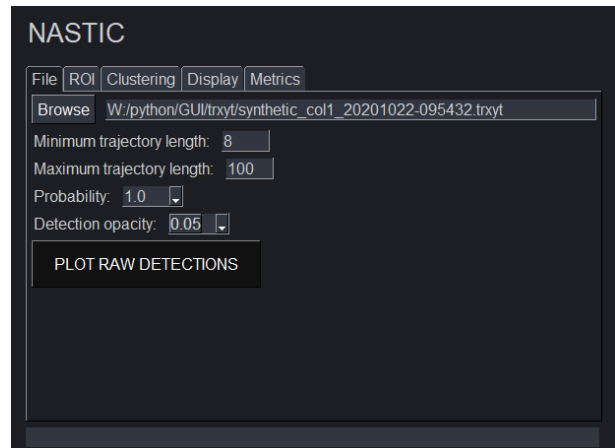 NASTIC
File ROI Clustering Display Metrics
Browse W:/python/GUI/trxyt/synthetic_col1_20201022-095432.trxyt
Minimum trajectory length: 8
Maximum trajectory length: 100
Probability: 1.0
Detection opacity: 0.05
PLOT RAW DETECTIONS